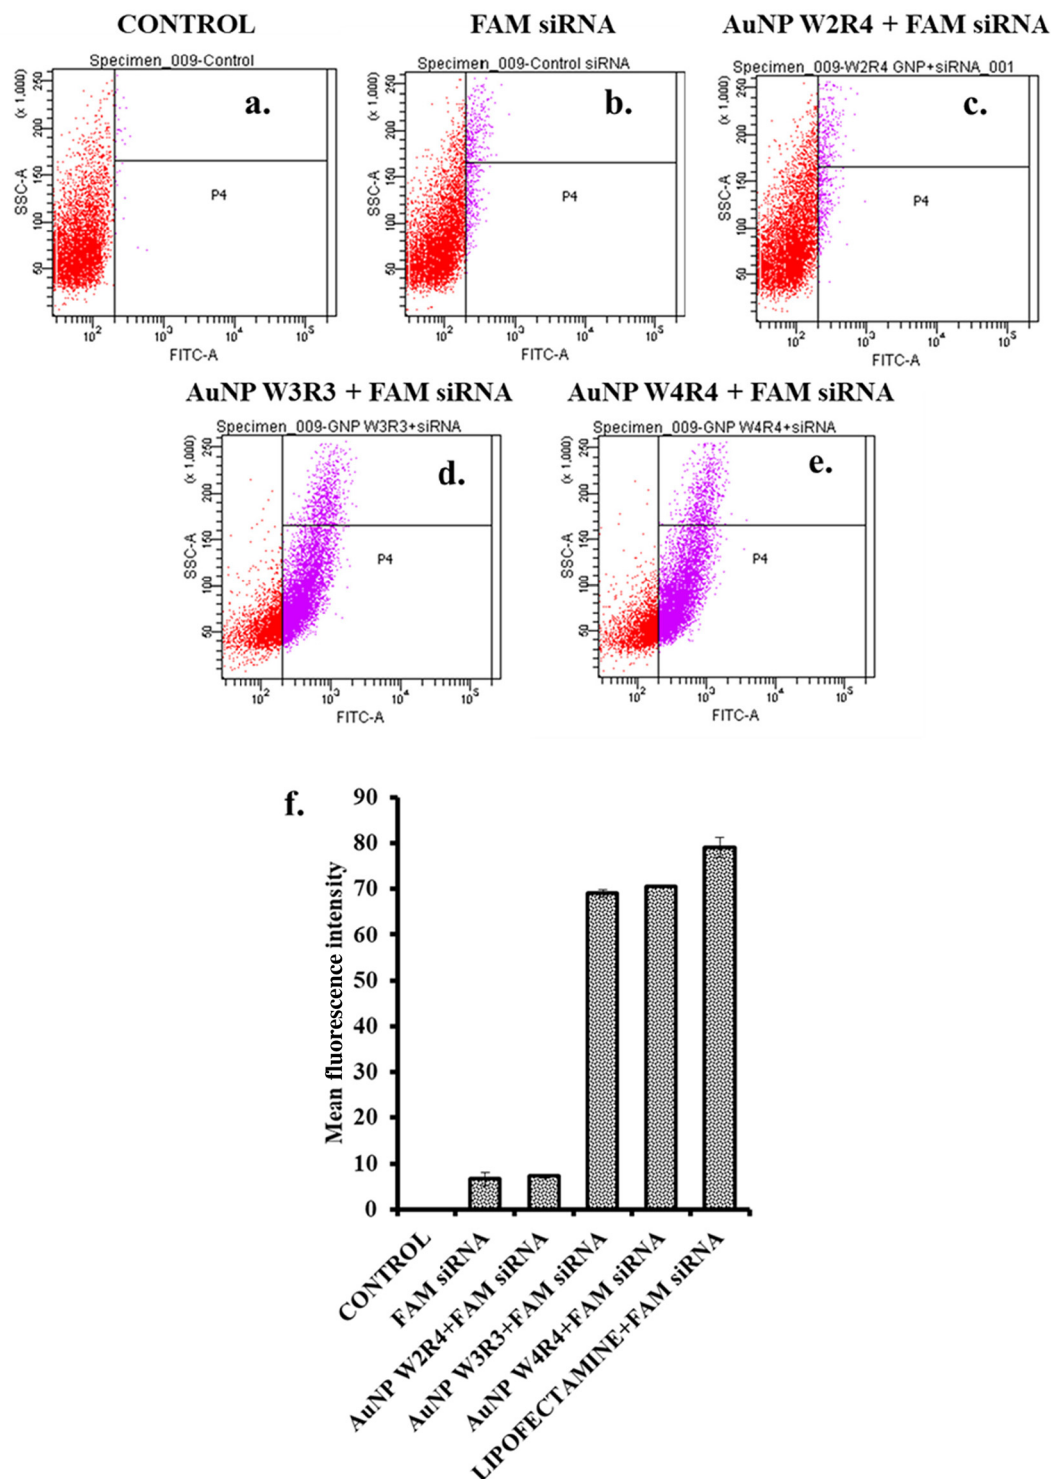 CONTROL
FAM siRNA
AuNP W2R4 + FAM siRNA
Specimen_009-Control
Specimen_009-Control siRNA
Specimen_009-W2R4 GNP+siRNA_001
a.
b.
c.
(x 1,000)
250
200
150
100
50
SSC-A
P4
10² 10³ 10⁴ 10⁵
FITC-A
(x 1,000)
250
200
150
100
50
SSC-A
P4
10² 10³ 10⁴ 10⁵
FITC-A
(x 1,000)
250
200
150
100
50
SSC-A
P4
10² 10³ 10⁴ 10⁵
FITC-A
AuNP W3R3 + FAM siRNA
AuNP W4R4 + FAM siRNA
Specimen_009-GNP W3R3+siRNA
Specimen_009-GNP W4R4+siRNA
d.
e.
(x 1,000)
250
200
150
100
50
SSC-A
P4
10² 10³ 10⁴ 10⁵
FITC-A
(x 1,000)
250
200
150
100
50
SSC-A
P4
10² 10³ 10⁴ 10⁵
FITC-A
f.
Mean fluorescence intensity
90
80
70
60
50
40
30
20
10
0
CONTROL
FAM siRNA
AuNP W2R4+FAM siRNA
AuNP W3R3+FAM siRNA
AuNP W4R4+FAM siRNA
LIPOFECTAMINE+FAM siRNA